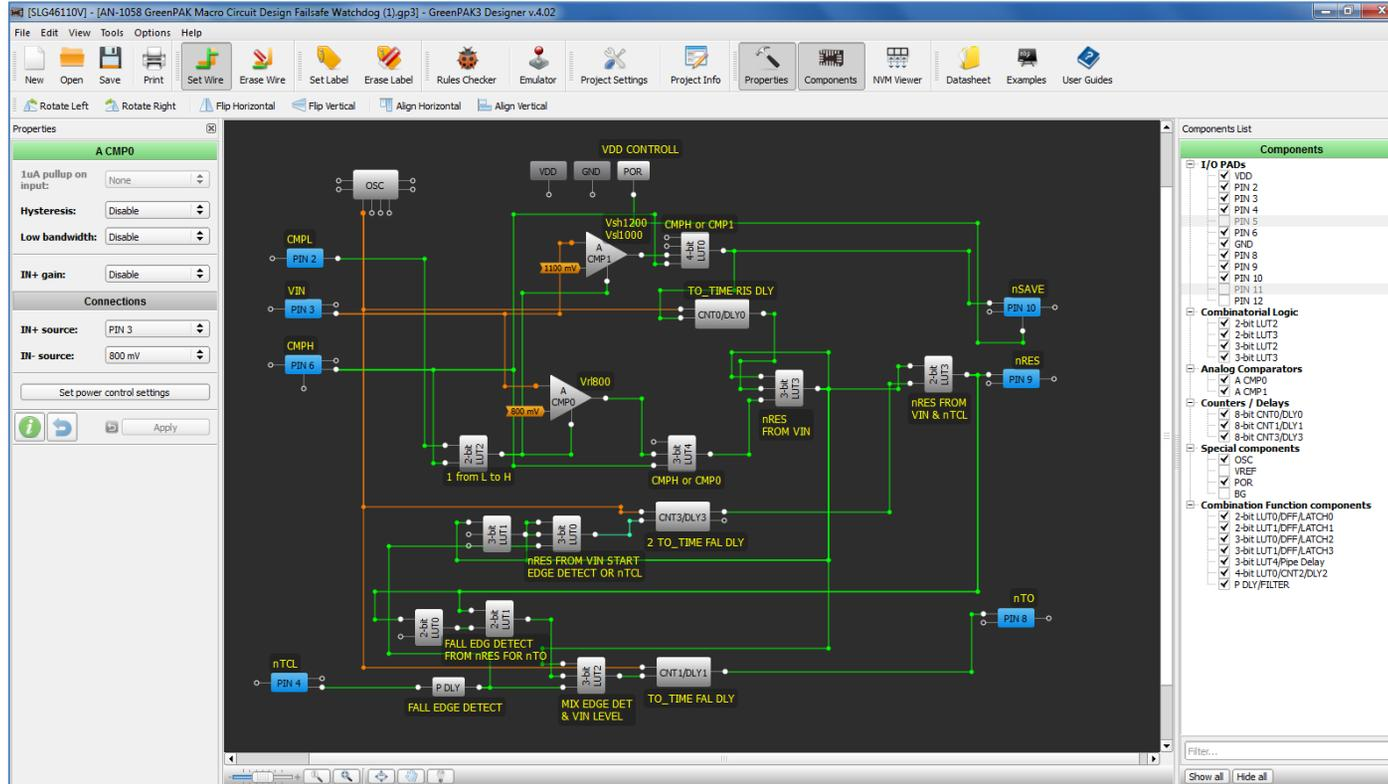 [SLG46110V] - [AN-1058 GreenPAK Macro Circuit Design Failsafe Watchdog (1).gp3] - GreenPAK3 Designer v.4.02
File Edit View Tools Options Help
New Open Save Print Set Wire Erase Wire Set Label Erase Label Rules Checker Emulator Project Settings Project Info Properties Components NVM Viewer Datasheet Examples User Guides
Rotate Left Rotate Right Flip Horizontal Flip Vertical Align Horizontal Align Vertical
Properties
A CMP0
1uA pullup on
input:
None
Hysteresis: Disable
Low bandwidth: Disable
IN+ gain: Disable
Connections
IN+ source: PIN 3
IN- source: 800 mV
Set power control settings
Apply
VDD CONTROLL
VDD GND POR
OSC
CMPL
PIN 2
VIN
PIN 3
CMPH
PIN 6
Vsh1200
Vsl1000
A
CMP1
1100 mV
CMPH or CMP1
4-bit
LUT0
TO_TIME RIS DLY
CNT0/DLY0
nSAVE
PIN 10
nRES
PIN 9
2-bit
LUT3
nRES FROM
VIN & nTCL
3-bit
LUT3
nRES
FROM VIN
Vrl800
A
CMP0
800 mV
2-bit
LUT2
1 from L to H
3-bit
LUT4
CMPH or CMP0
CNT3/DLY3
2 TO_TIME FAL DLY
3-bit
LUT1
3-bit
LUT0
nRES FROM VIN START
EDGE DETECT OR nTCL
2-bit
LUT0
2-bit
LUT1
FALL EDG DETECT
FROM nRES FOR nTO
nTO
PIN 8
nTCL
PIN 4
P DLY
FALL EDGE DETECT
3-bit
LUT2
MIX EDGE DET
& VIN LEVEL
CNT1/DLY1
TO_TIME FAL DLY
Components List
Components
I/O PADs
VDD
PIN 2
PIN 3
PIN 4
PIN 5
PIN 6
GND
PIN 8
PIN 9
PIN 10
PIN 11
PIN 12
Combinatorial Logic
2-bit LUT2
2-bit LUT3
3-bit LUT2
3-bit LUT3
Analog Comparators
A CMP0
A CMP1
Counters / Delays
8-bit CNT0/DLY0
8-bit CNT1/DLY1
8-bit CNT3/DLY3
Special components
OSC
VREF
POR
BG
Combination Function components
2-bit LUT0/DFF/LATCH0
2-bit LUT1/DFF/LATCH1
3-bit LUT0/DFF/LATCH2
3-bit LUT1/DFF/LATCH3
3-bit LUT4/Pipe Delay
4-bit LUT0/CNT2/DLY2
P DLY/FILTER
Filter...
Show all Hide all